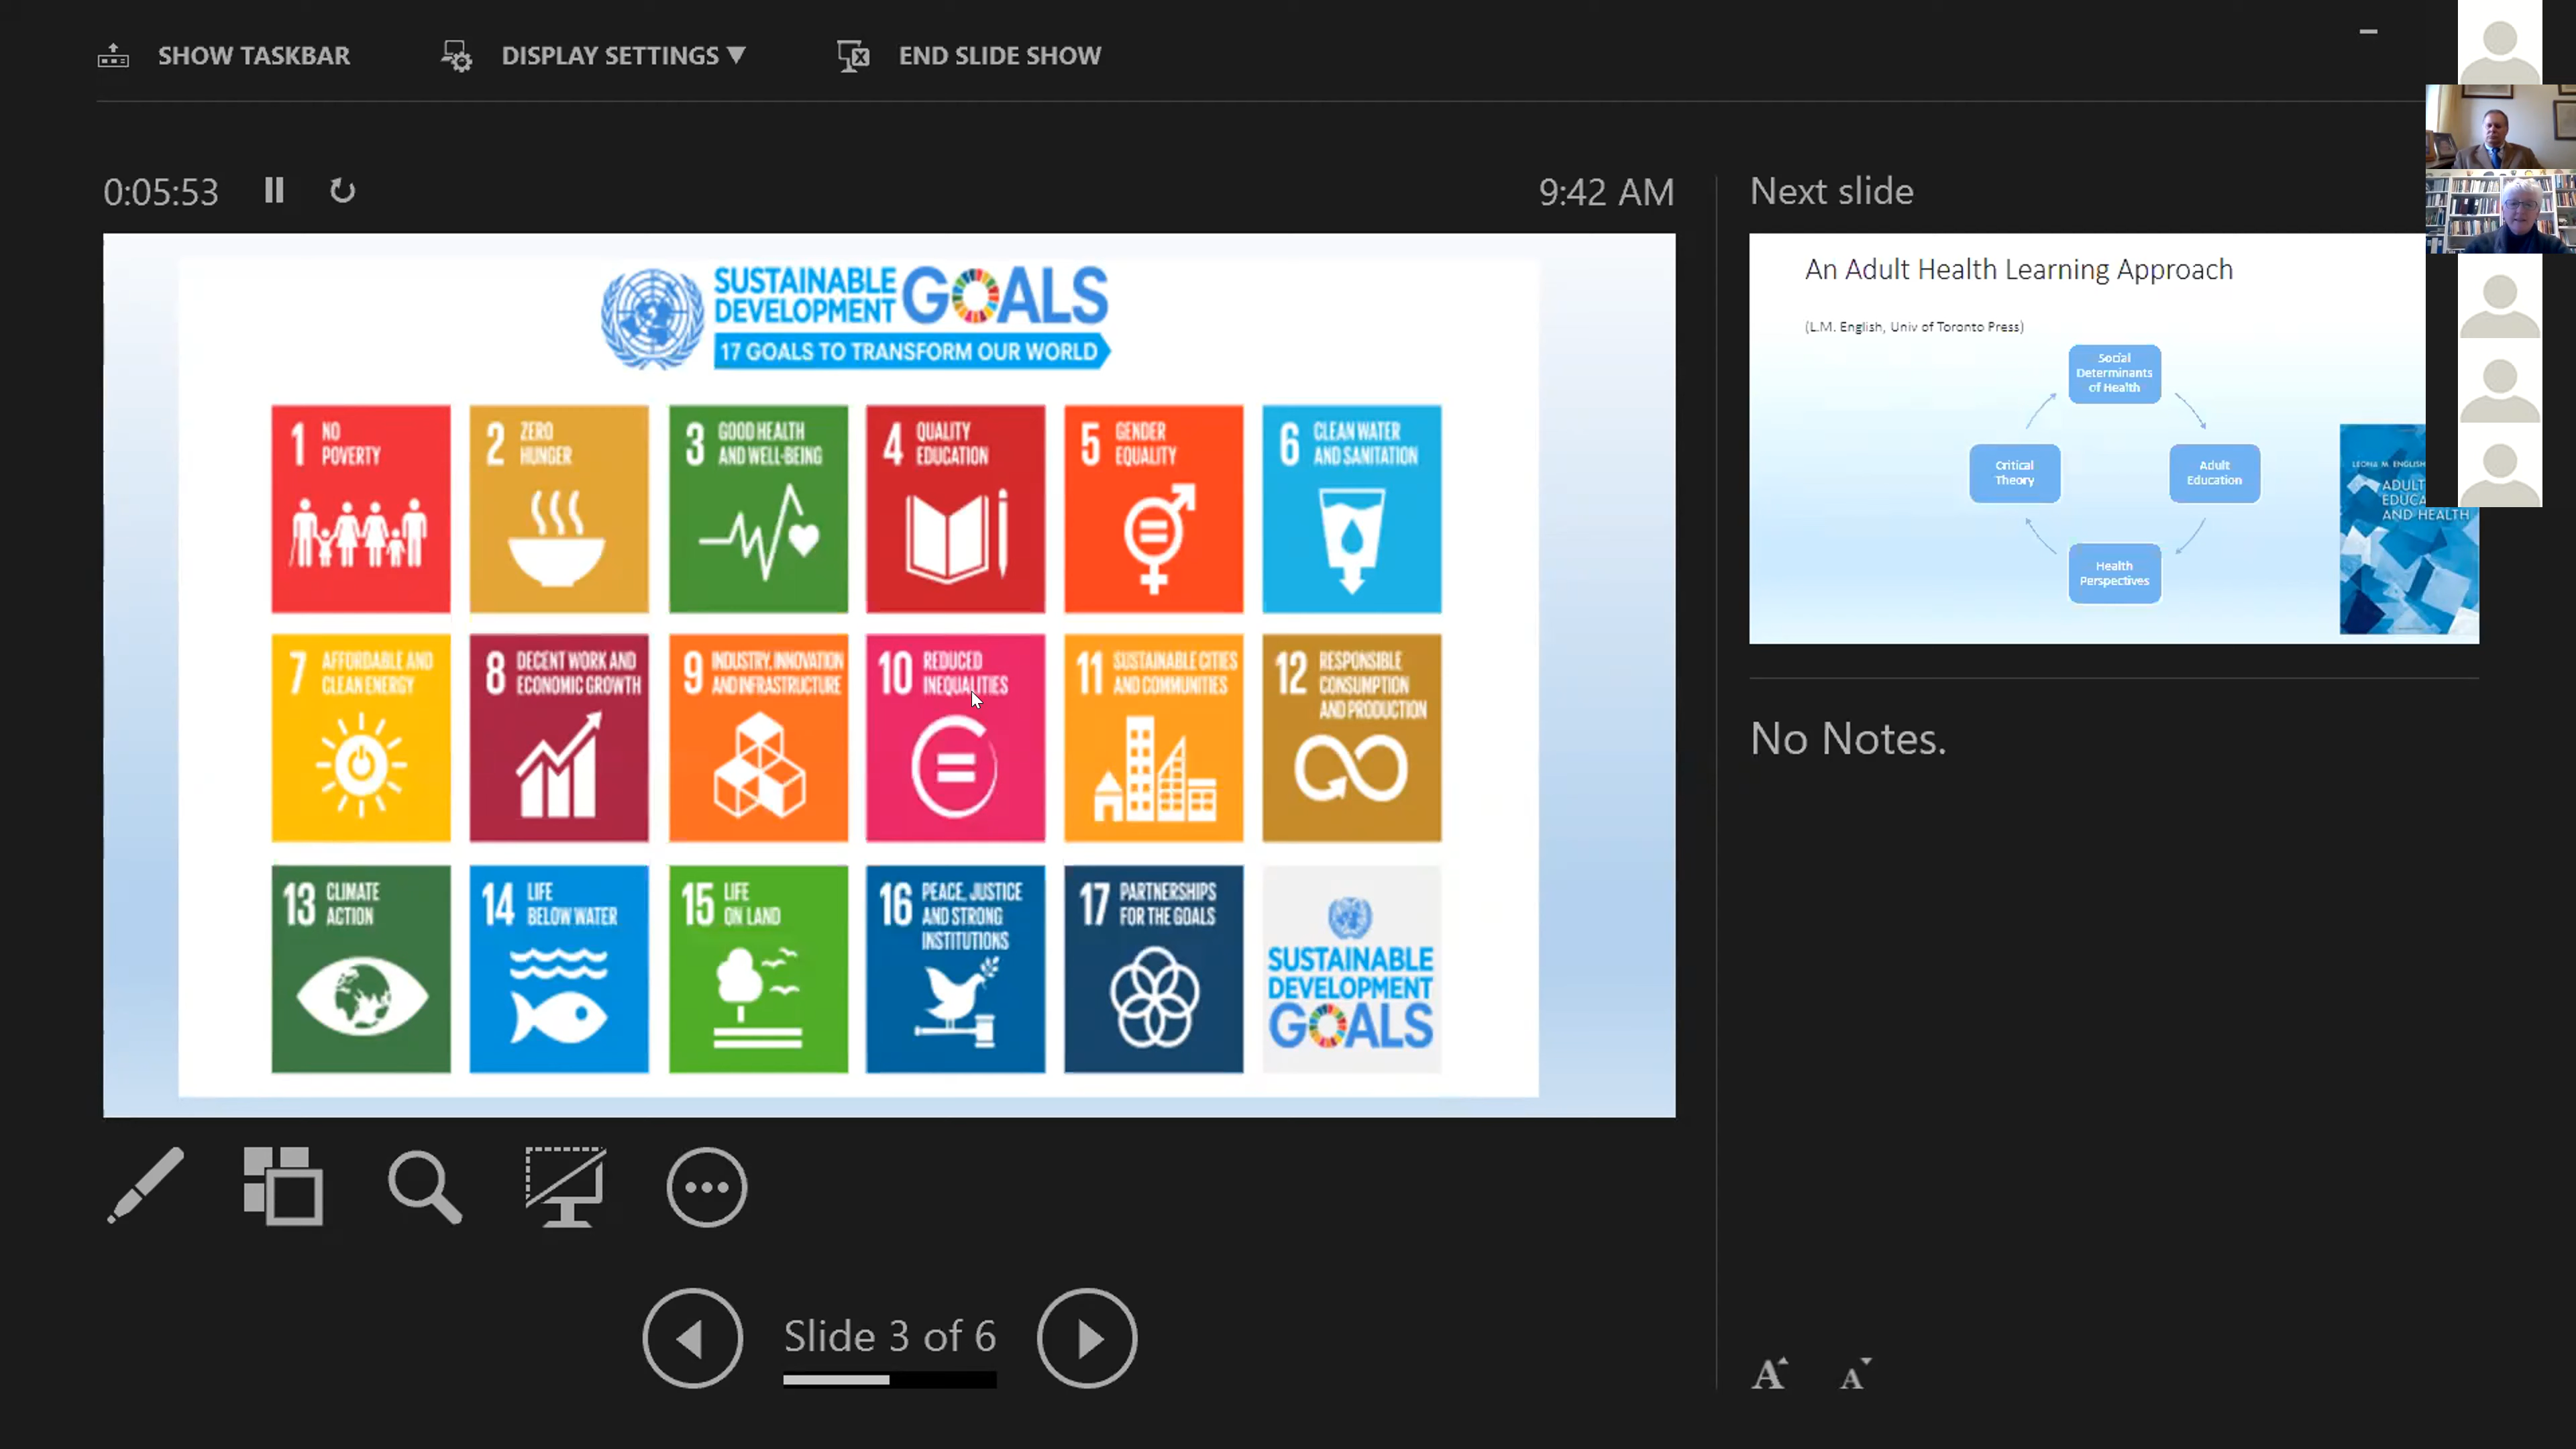 SHOW TASKBAR
DISPLAY SETTINGS
END SLIDE SHOW
0:05:53
9:42 AM
SUSTAINABLE
DEVELOPMENT
GOALS
17 GOALS TO TRANSFORM OUR WORLD
1 NO
POVERTY
2 ZERO
HUNGER
3 GOOD HEALTH
AND WELL-BEING
4 QUALITY
EDUCATION
5 GENDER
EQUALITY
6 CLEAN WATER
AND SANITATION
7 AFFORDABLE AND
CLEAN ENERGY
8 DECENT WORK AND
ECONOMIC GROWTH
9 INDUSTRY, INNOVATION
AND INFRASTRUCTURE
10 REDUCED
INEQUALITIES
11 SUSTAINABLE CITIES
AND COMMUNITIES
12 RESPONSIBLE
CONSUMPTION
AND PRODUCTION
13 CLIMATE
ACTION
14 LIFE
BELOW WATER
15 LIFE
ON LAND
16 PEACE, JUSTICE
AND STRONG
INSTITUTIONS
17 PARTNERSHIPS
FOR THE GOALS
SUSTAINABLE
DEVELOPMENT
GOALS
Slide 3 of 6
Next slide
An Adult Health Learning Approach
(L.M. English, Univ of Toronto Press)
Social
Determinants
of Health
Critical
Theory
Adult
Education
Health
Perspectives
LEONA M. ENGLISH
ADULT
EDUCA
AND HEALTH
No Notes.
A
A